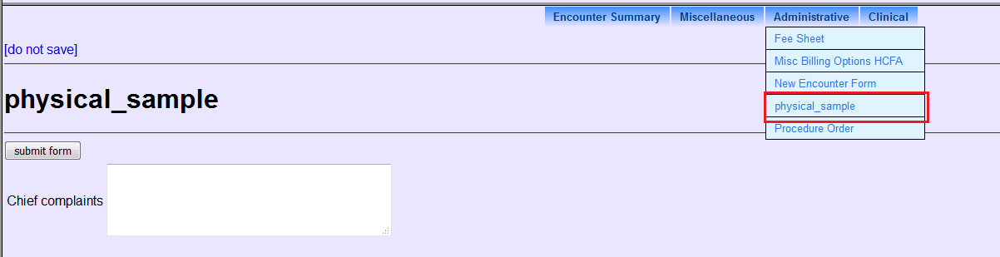 Encounter Summary Miscellaneous Administrative Clinical
Fee Sheet
Misc Billing Options HCFA
New Encounter Form
physical_sample
Procedure Order
[do not save]
physical_sample
submit form
Chief complaints